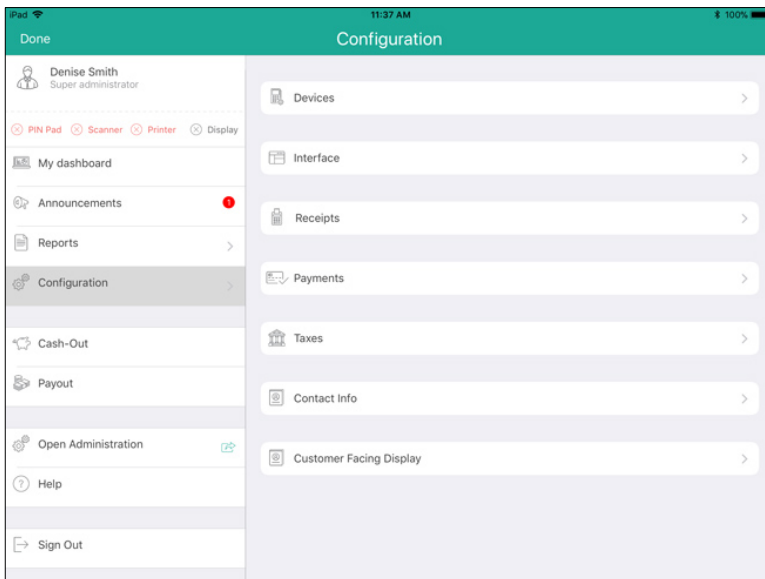 iPad 11:37 AM 100%
Done Configuration
Denise Smith
Super administrator
PIN Pad Scanner Printer Display
My dashboard
Announcements 1
Reports
Configuration
Cash-Out
Payout
Open Administration
Help
Sign Out
Devices
Interface
Receipts
Payments
Taxes
Contact Info
Customer Facing Display